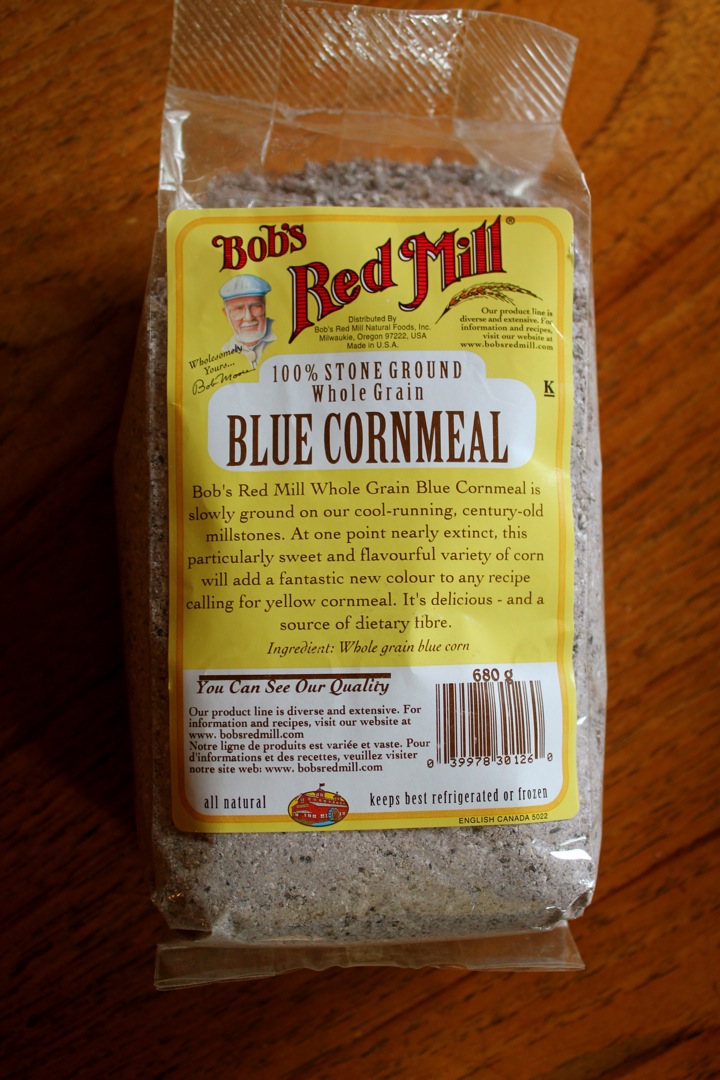 Bob's
Red Mill®
Distributed By
Bob's Red Mill Natural Foods, Inc.
Milwaukie, Oregon 97222, USA
Made in U.S.A.
Our product line is
diverse and extensive. For
information and recipes,
visit our website at
www.bobsredmill.com
Wholesomely
Yours...
Bob Moore
K
100% STONE GROUND
Whole Grain
BLUE CORNMEAL
Bob's Red Mill Whole Grain Blue Cornmeal is
slowly ground on our cool-running, century-old
millstones. At one point nearly extinct, this
particularly sweet and flavourful variety of corn
will add a fantastic new colour to any recipe
calling for yellow cornmeal. It's delicious - and a
source of dietary fibre.
Ingredient: Whole grain blue corn
You Can See Our Quality
Our product line is diverse and extensive. For
information and recipes, visit our website at
www. bobsredmill.com
Notre ligne de produits est variée et vaste. Pour
d'informations et des recettes, veuillez visiter
notre site web: www. bobsredmill.com
680 g
0 39978 30126 0
all natural
keeps best refrigerated or frozen
ENGLISH CANADA 5022